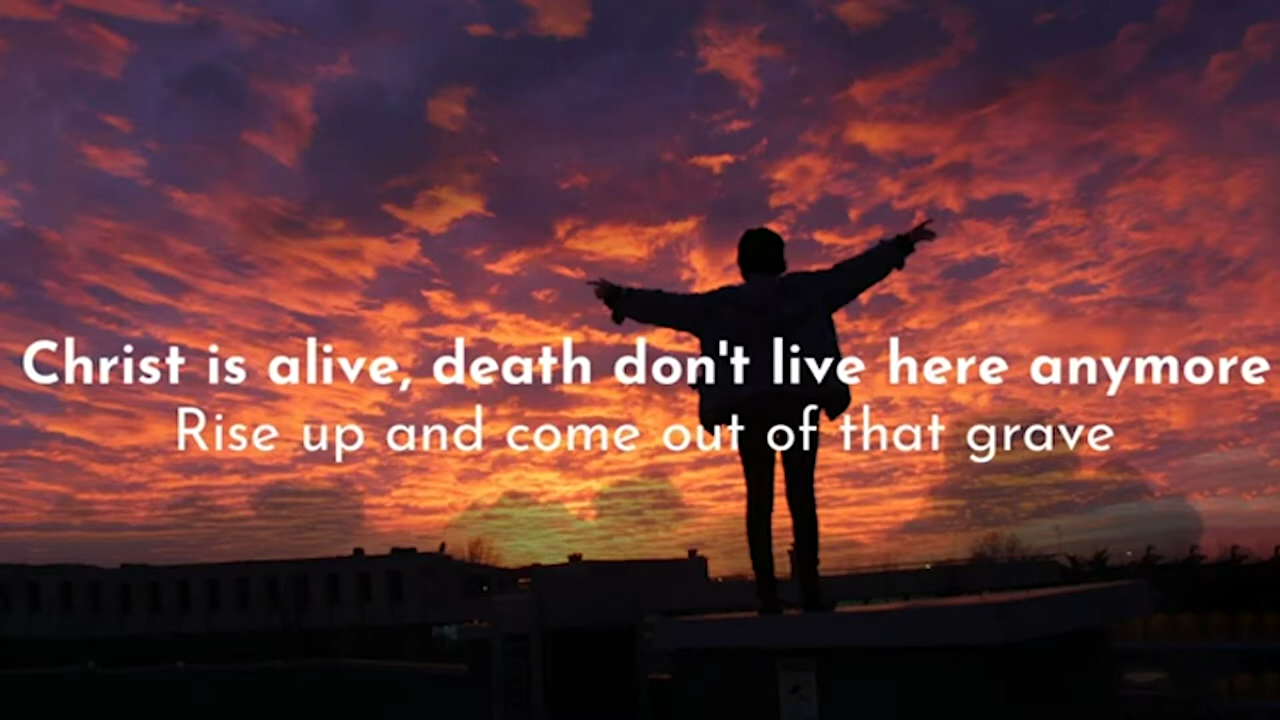 Christ is alive, death don't live here anymore
Rise up and come out of that grave